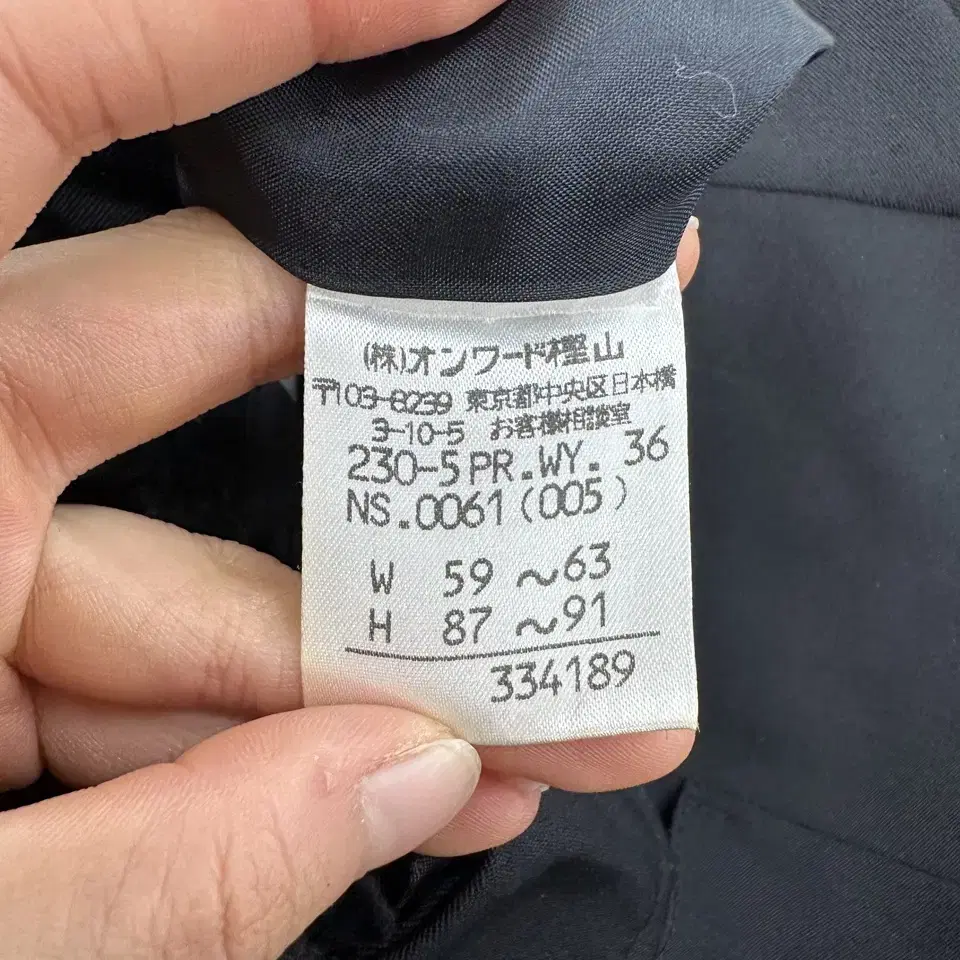 (株)オンワード樫山
〒103-8239 東京都中央区日本橋
3-10-5 お客様相談室
230-5 PR.WY. 36
NS.0061(005)
W 59 ～63
H 87 ～91
334189